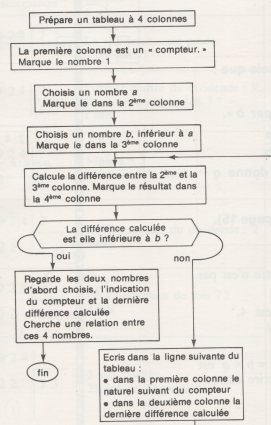 Prépare un tableau à 4 colonnes
La première colonne est un « compteur. »
Marque le nombre 1
Choisis un nombre a
Marque le dans la 2ème colonne
Choisis un nombre b, inférieur à a
Marque le dans la 3ème colonne
Calcule la différence entre la 2ème et la
3ème colonne. Marque le résultat dans
la 4ème colonne
La différence calculée
est elle inférieure à b ?
oui
non
Regarde les deux nombres
d'abord choisis, l'indication
du compteur et la dernière
différence calculée
Cherche une relation entre
ces 4 nombres.
fin
Ecris dans la ligne suivante du
tableau :
• dans la première colonne le
naturel suivant du compteur
• dans la deuxième colonne la
dernière différence calculée